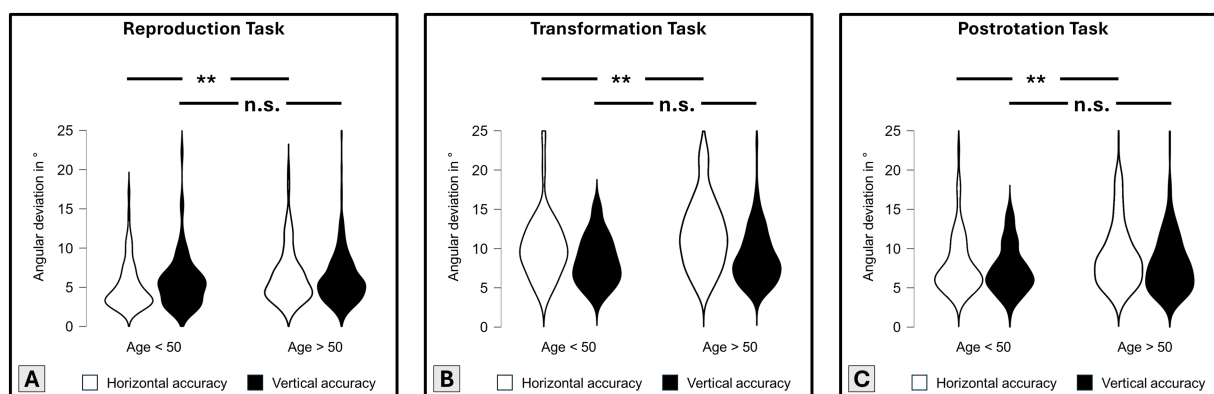 Reproduction Task
**
n.s.
Angular deviation in °
25
20
15
10
5
0
Age < 50
Age > 50
A
Horizontal accuracy
Vertical accuracy
Transformation Task
**
n.s.
Angular deviation in °
25
20
15
10
5
0
Age < 50
Age > 50
B
Horizontal accuracy
Vertical accuracy
Postrotation Task
**
n.s.
Angular deviation in °
25
20
15
10
5
0
Age < 50
Age > 50
C
Horizontal accuracy
Vertical accuracy